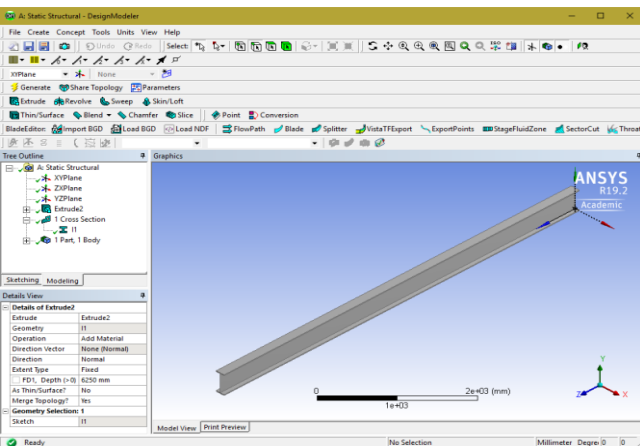 A: Static Structural - DesignModeler
File Create Concept Tools Units View Help
Undo Redo Select:
XYPlane None
Generate Share Topology Parameters
Extrude Revolve Sweep Skin/Loft
Thin/Surface Blend Chamfer Slice Point Conversion
BladeEditor: Import BGD Load BGD Load NDF FlowPath Blade Splitter VistaTFExport ExportPoints StageFluidZone SectorCut Throat
Tree Outline
A: Static Structural
XYPlane
ZXPlane
YZPlane
Extrude2
1 Cross Section
I1
1 Part, 1 Body
Sketching Modeling
Details View
Details of Extrude2
Extrude Extrude2
Geometry I1
Operation Add Material
Direction Vector None (Normal)
Direction Normal
Extent Type Fixed
FD1, Depth (>0) 6250 mm
As Thin/Surface? No
Merge Topology? Yes
Geometry Selection: 1
Sketch I1
Graphics
ANSYS
R19.2
Academic
0 2e+03 (mm)
1e+03
Y
Z X
Model View Print Preview
Ready No Selection Millimeter Degree 0 0